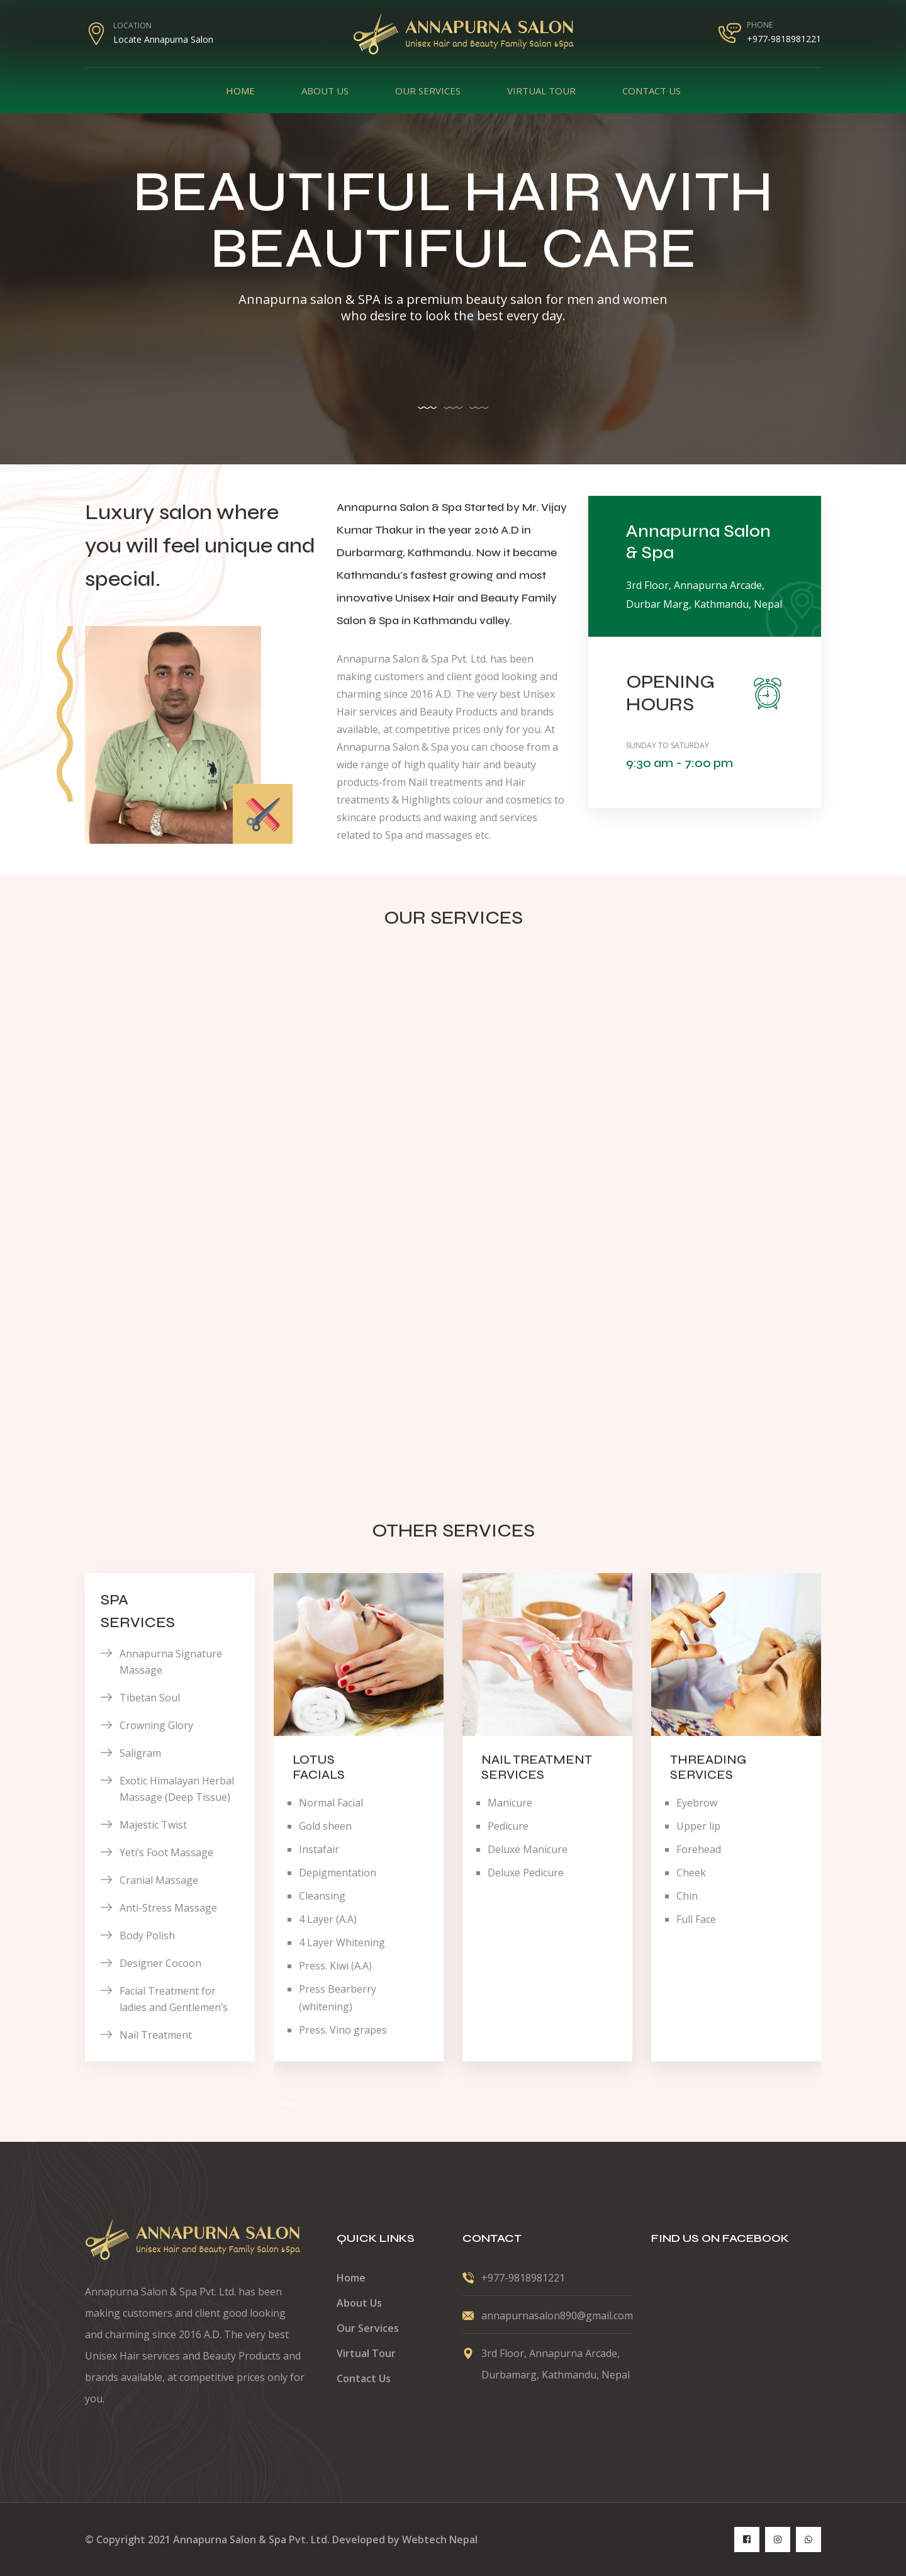 LOCATION
Locate Annapurna Salon
ANNAPURNA SALON
Unisex Hair and Beauty Family Salon &Spa
PHONE
+977-9818981221
HOME
ABOUT US
OUR SERVICES
VIRTUAL TOUR
CONTACT US
BEAUTIFUL HAIR WITH
BEAUTIFUL CARE
Annapurna salon & SPA is a premium beauty salon for men and women
who desire to look the best every day.
Luxury salon where
you will feel unique and
special.
Annapurna Salon & Spa Started by Mr. Vijay
Kumar Thakur in the year 2016 A.D in
Durbarmarg, Kathmandu. Now it became
Kathmandu's fastest growing and most
innovative Unisex Hair and Beauty Family
Salon & Spa in Kathmandu valley.
Annapurna Salon & Spa Pvt. Ltd. has been
making customers and client good looking and
charming since 2016 A.D. The very best Unisex
Hair services and Beauty Products and brands
available, at competitive prices only for you. At
Annapurna Salon & Spa you can choose from a
wide range of high quality hair and beauty
products-from Nail treatments and Hair
treatments & Highlights colour and cosmetics to
skincare products and waxing and services
related to Spa and massages etc.
Annapurna Salon
& Spa
3rd Floor, Annapurna Arcade,
Durbar Marg, Kathmandu, Nepal
OPENING
HOURS
SUNDAY TO SATURDAY
9:30 am - 7:00 pm
OUR SERVICES
OTHER SERVICES
SPA
SERVICES
Annapurna Signature
Massage
Tibetan Soul
Crowning Glory
Saligram
Exotic Himalayan Herbal
Massage (Deep Tissue)
Majestic Twist
Yeti's Foot Massage
Cranial Massage
Anti-Stress Massage
Body Polish
Designer Cocoon
Facial Treatment for
ladies and Gentlemen's
Nail Treatment
LOTUS
FACIALS
Normal Facial
Gold sheen
Instafair
Depigmentation
Cleansing
4 Layer (A.A)
4 Layer Whitening
Press. Kiwi (A.A)
Press Bearberry
(whitening)
Press. Vino grapes
NAIL TREATMENT
SERVICES
Manicure
Pedicure
Deluxe Manicure
Deluxe Pedicure
THREADING
SERVICES
Eyebrow
Upper lip
Forehead
Cheek
Chin
Full Face
ANNAPURNA SALON
Unisex Hair and Beauty Family Salon &Spa
Annapurna Salon & Spa Pvt. Ltd. has been
making customers and client good looking
and charming since 2016 A.D. The very best
Unisex Hair services and Beauty Products and
brands available, at competitive prices only for
you.
QUICK LINKS
Home
About Us
Our Services
Virtual Tour
Contact Us
CONTACT
+977-9818981221
annapurnasalon890@gmail.com
3rd Floor, Annapurna Arcade,
Durbamarg, Kathmandu, Nepal
FIND US ON FACEBOOK
© Copyright 2021 Annapurna Salon & Spa Pvt. Ltd. Developed by Webtech Nepal